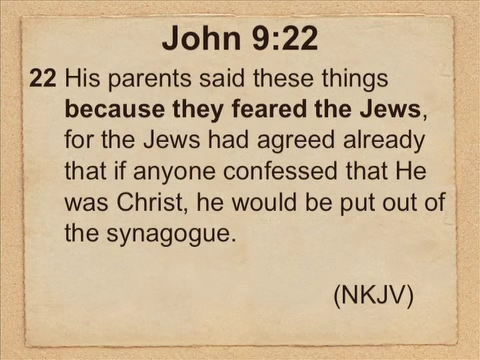 John 9:22
22 His parents said these things
because they feared the Jews,
for the Jews had agreed already
that if anyone confessed that He
was Christ, he would be put out of
the synagogue.
(NKJV)